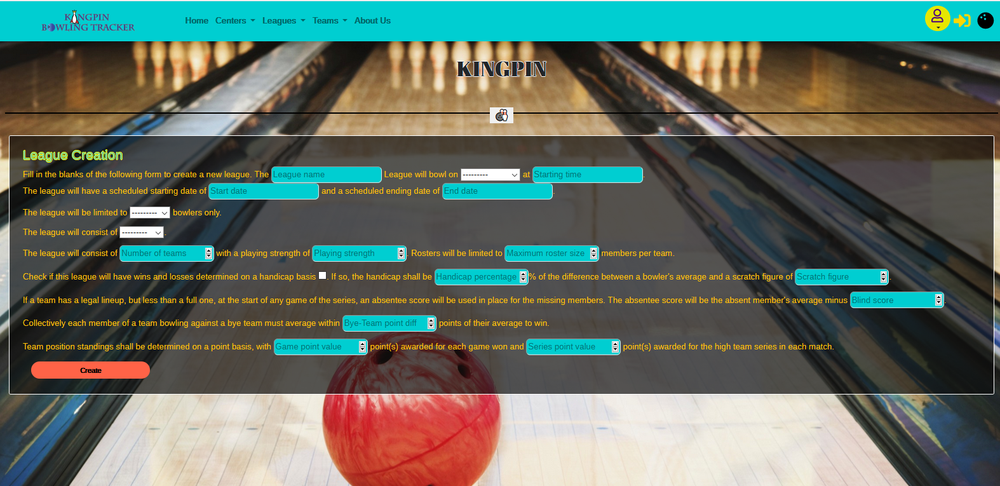 KINGPIN
BOWLING TRACKER
Home Centers Leagues Teams About Us
KINGPIN
League Creation
Fill in the blanks of the following form to create a new league. The League name League will bowl on --------- at Starting time.
The league will have a scheduled starting date of Start date and a scheduled ending date of End date.
The league will be limited to --------- bowlers only.
The league will consist of ---------.
The league will consist of Number of teams with a playing strength of Playing strength. Rosters will be limited to Maximum roster size members per team.
Check if this league will have wins and losses determined on a handicap basis. If so, the handicap shall be Handicap percentage% of the difference between a bowler's average and a scratch figure of Scratch figure.
If a team has a legal lineup, but less than a full one, at the start of any game of the series, an absentee score will be used in place for the missing members. The absentee score will be the absent member's average minus Blind score.
Collectively each member of a team bowling against a bye team must average within Bye-Team point diff points of their average to win.
Team position standings shall be determined on a point basis, with Game point value point(s) awarded for each game won and Series point value point(s) awarded for the high team series in each match.
Create